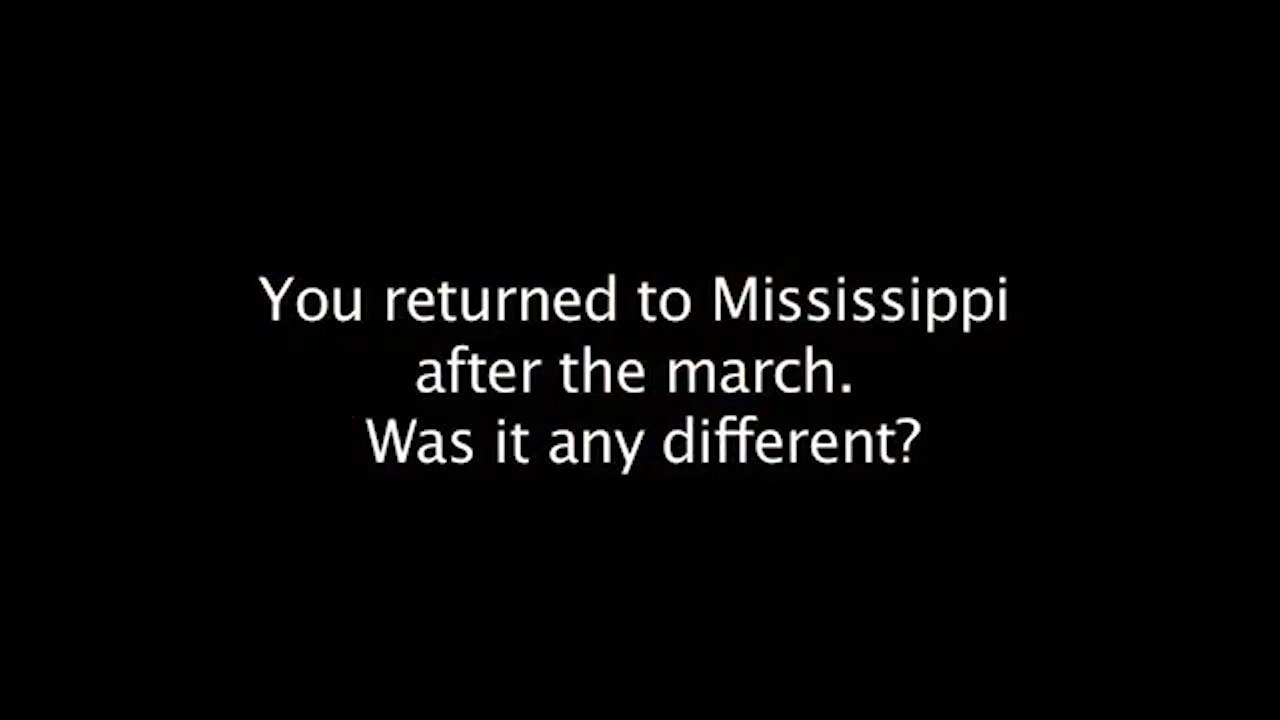 You returned to Mississippi
after the march.
Was it any different?